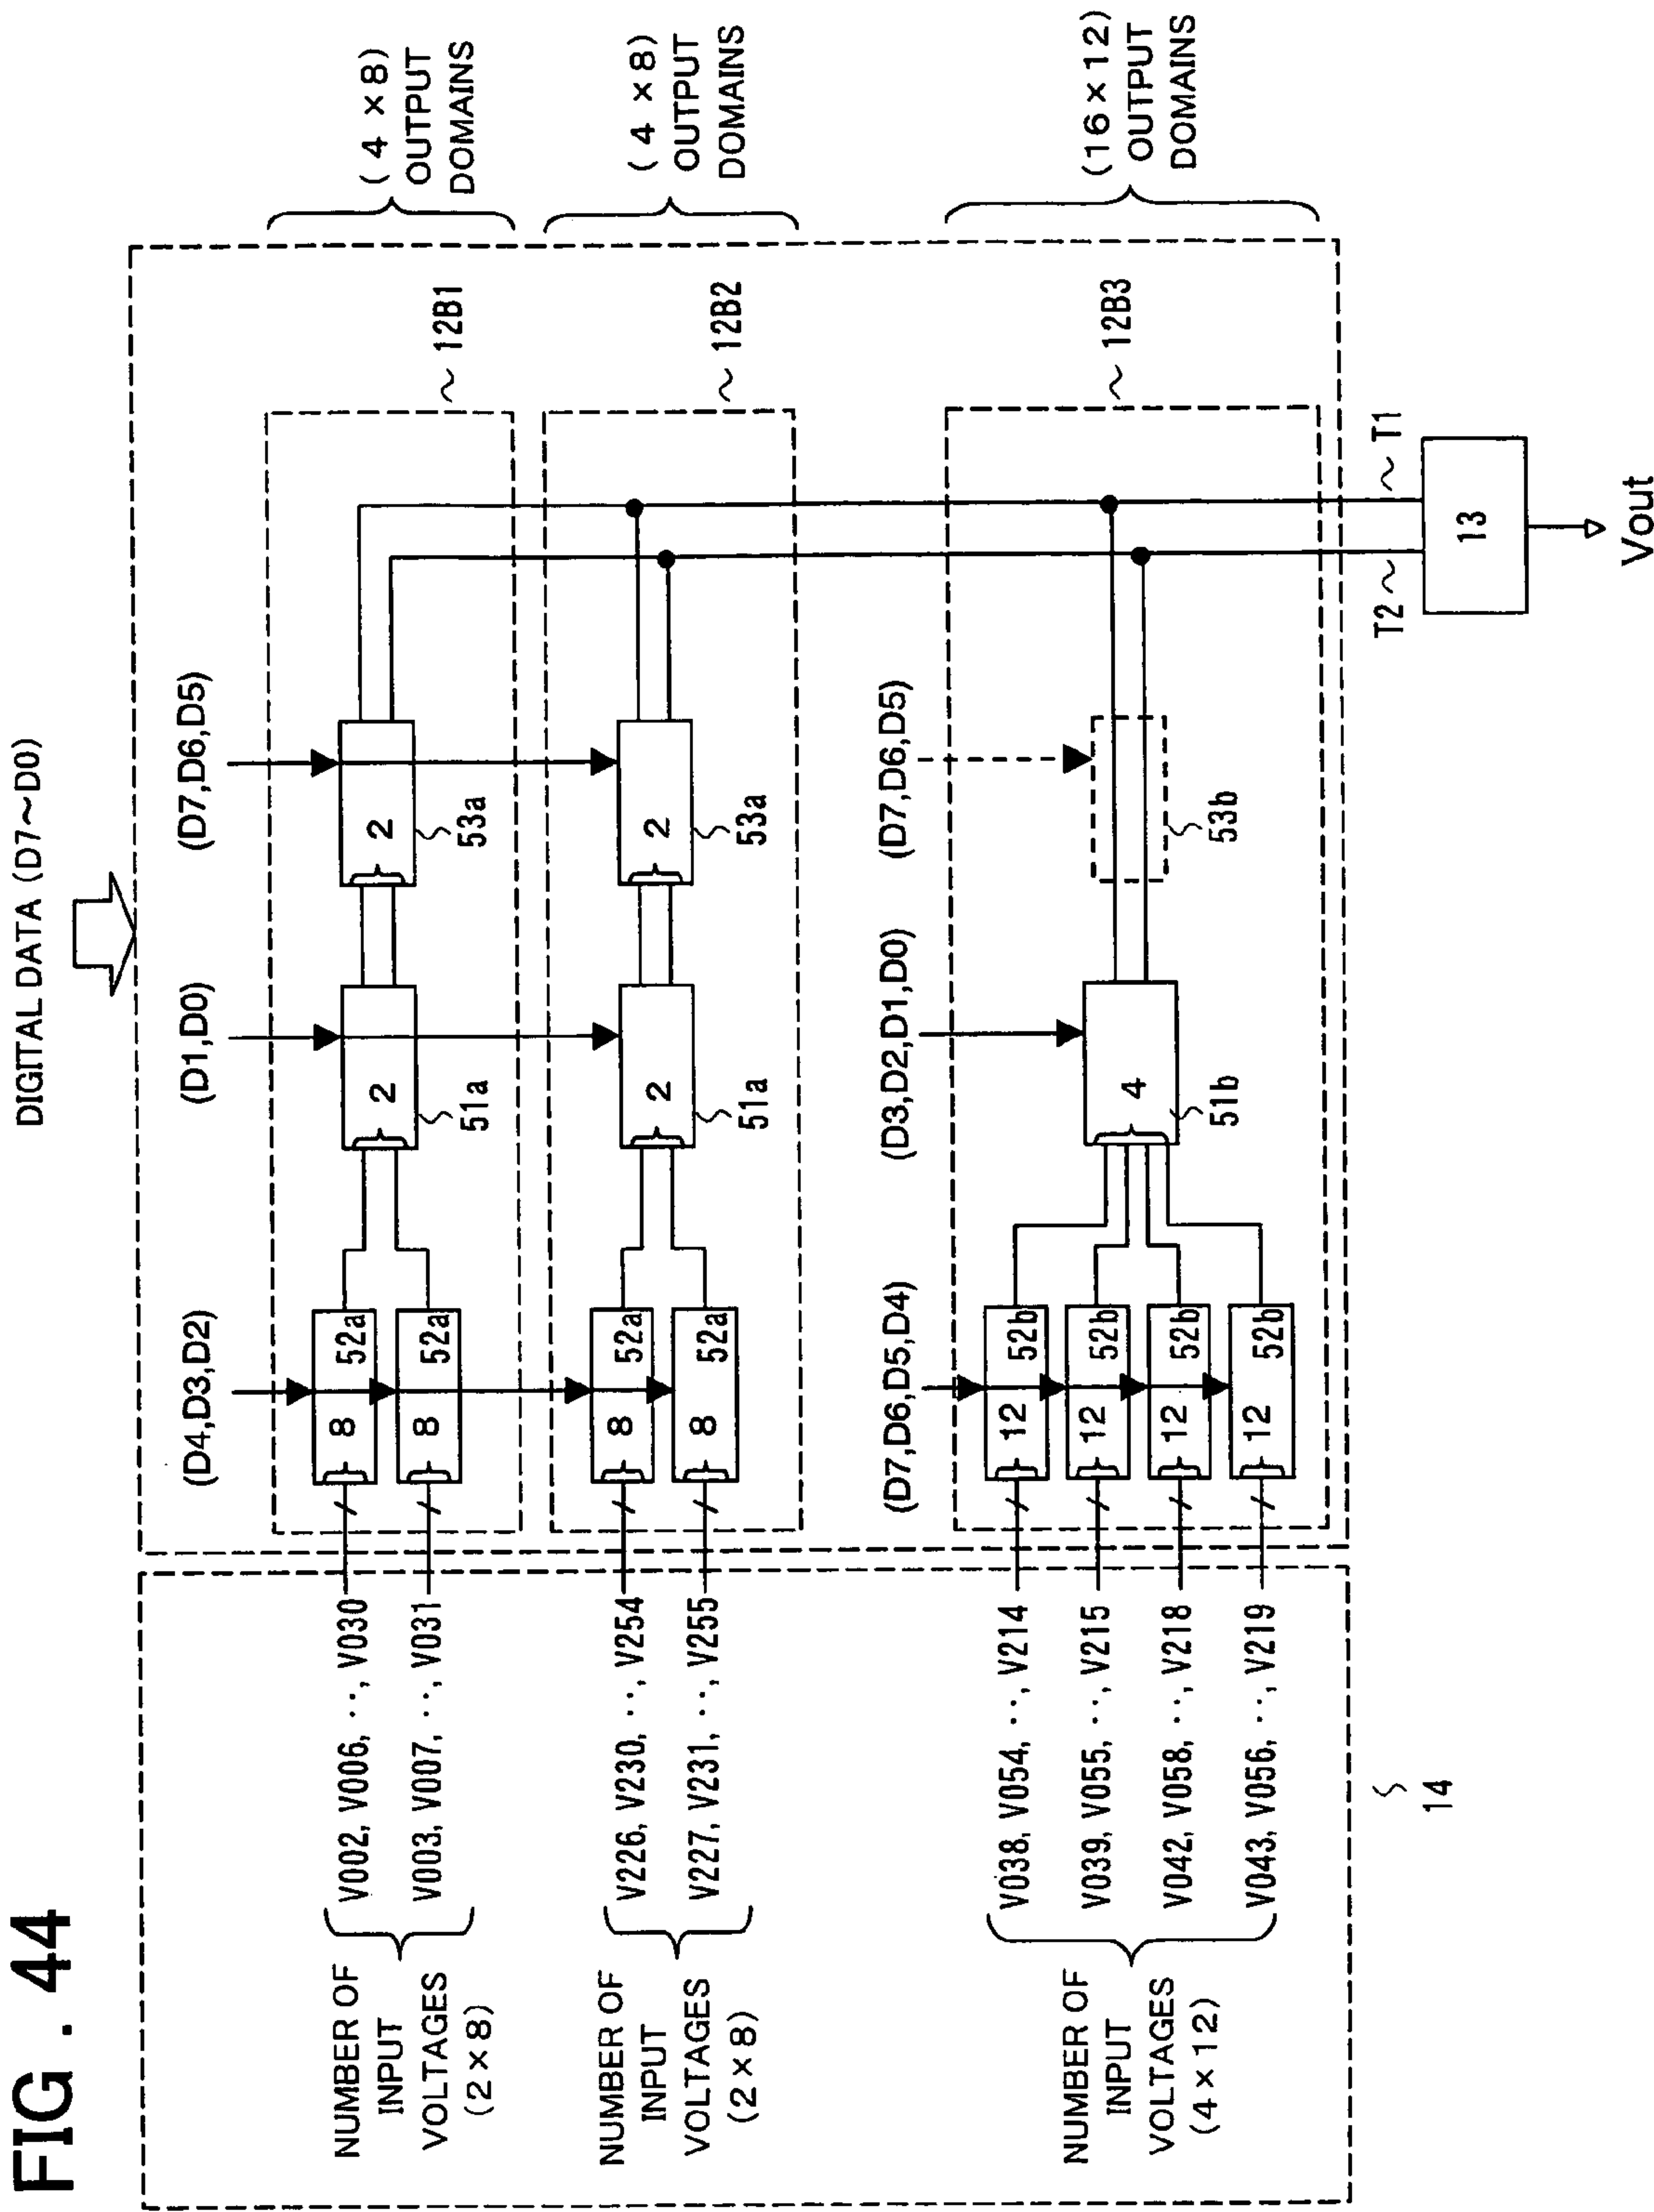 FIG. 44
DIGITAL DATA (D7~D0)
(D4,D3,D2)
(D1,D0)
(D7,D6,D5)
NUMBER OF
INPUT
VOLTAGES
(2×8)
V002, V006, ··, V030
V003, V007, ··, V031
8
52a
8
52a
2
51a
2
53a
12B1
(4×8)
OUTPUT
DOMAINS
NUMBER OF
INPUT
VOLTAGES
(2×8)
V226, V230, ··, V254
V227, V231, ··, V255
8
52a
8
52a
2
51a
2
53a
12B2
(4×8)
OUTPUT
DOMAINS
(D7,D6,D5,D4)
(D3,D2,D1,D0)
(D7,D6,D5)
NUMBER OF
INPUT
VOLTAGES
(4×12)
V038, V054, ··, V214
V039, V055, ··, V215
V042, V058, ··, V218
V043, V056, ··, V219
12
52b
12
52b
12
52b
12
52b
4
51b
53b
12B3
(16×12)
OUTPUT
DOMAINS
14
T2
T1
13
Vout